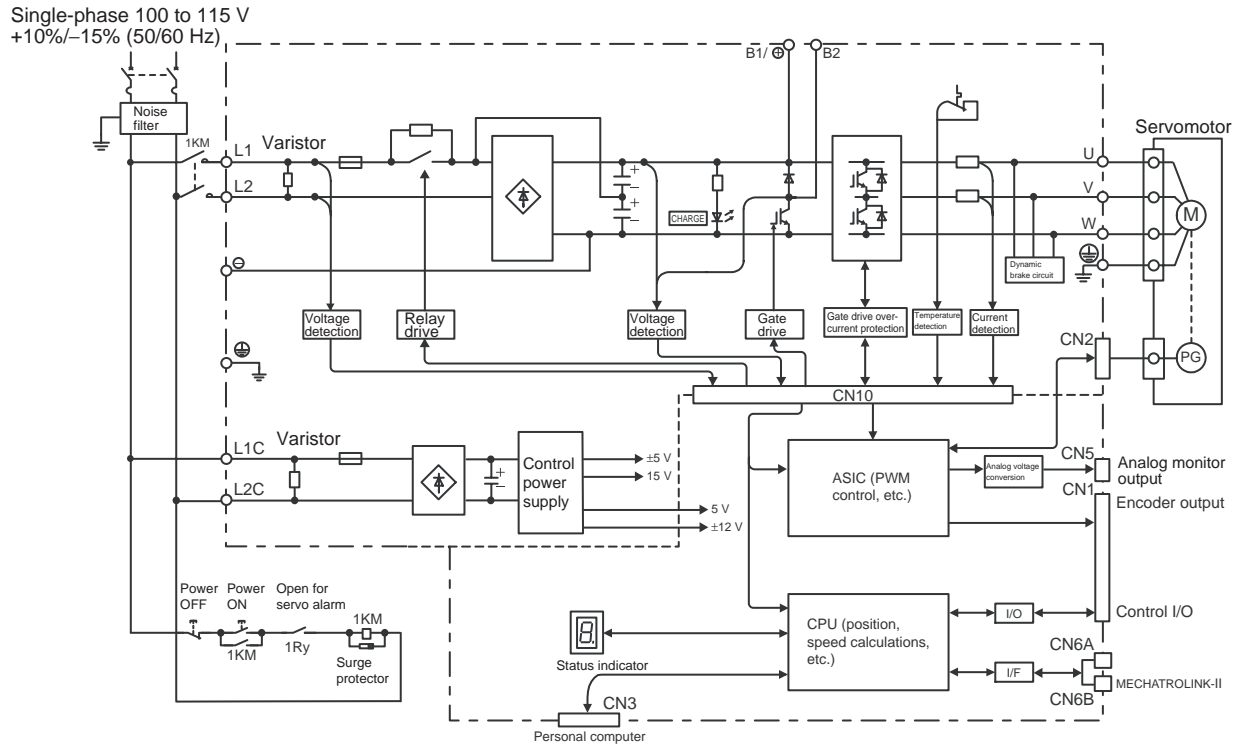 Single-phase 100 to 115 V
+10%/−15% (50/60 Hz)
B1/ ⊕
B2
Noise
filter
1KM
L1
Varistor
L2
+
−
+
−
CHARGE
Servomotor
U
V
W
M
Dynamic
brake circuit
⊖
Voltage
detection
Relay
drive
Voltage
detection
Gate
drive
Gate drive over-
current protection
Temperature
detection
Current
detection
CN2
PG
CN10
L1C
Varistor
L2C
+
−
Control
power
supply
±5 V
15 V
5 V
±12 V
ASIC (PWM
control, etc.)
Analog voltage
conversion
CN5
Analog monitor
output
CN1
Encoder output
Power
OFF
Power
ON
Open for
servo alarm
1KM
1KM
1Ry
Surge
protector
8.
Status indicator
CPU (position,
speed calculations,
etc.)
I/O
Control I/O
I/F
CN6A
MECHATROLINK-II
CN6B
CN3
Personal computer